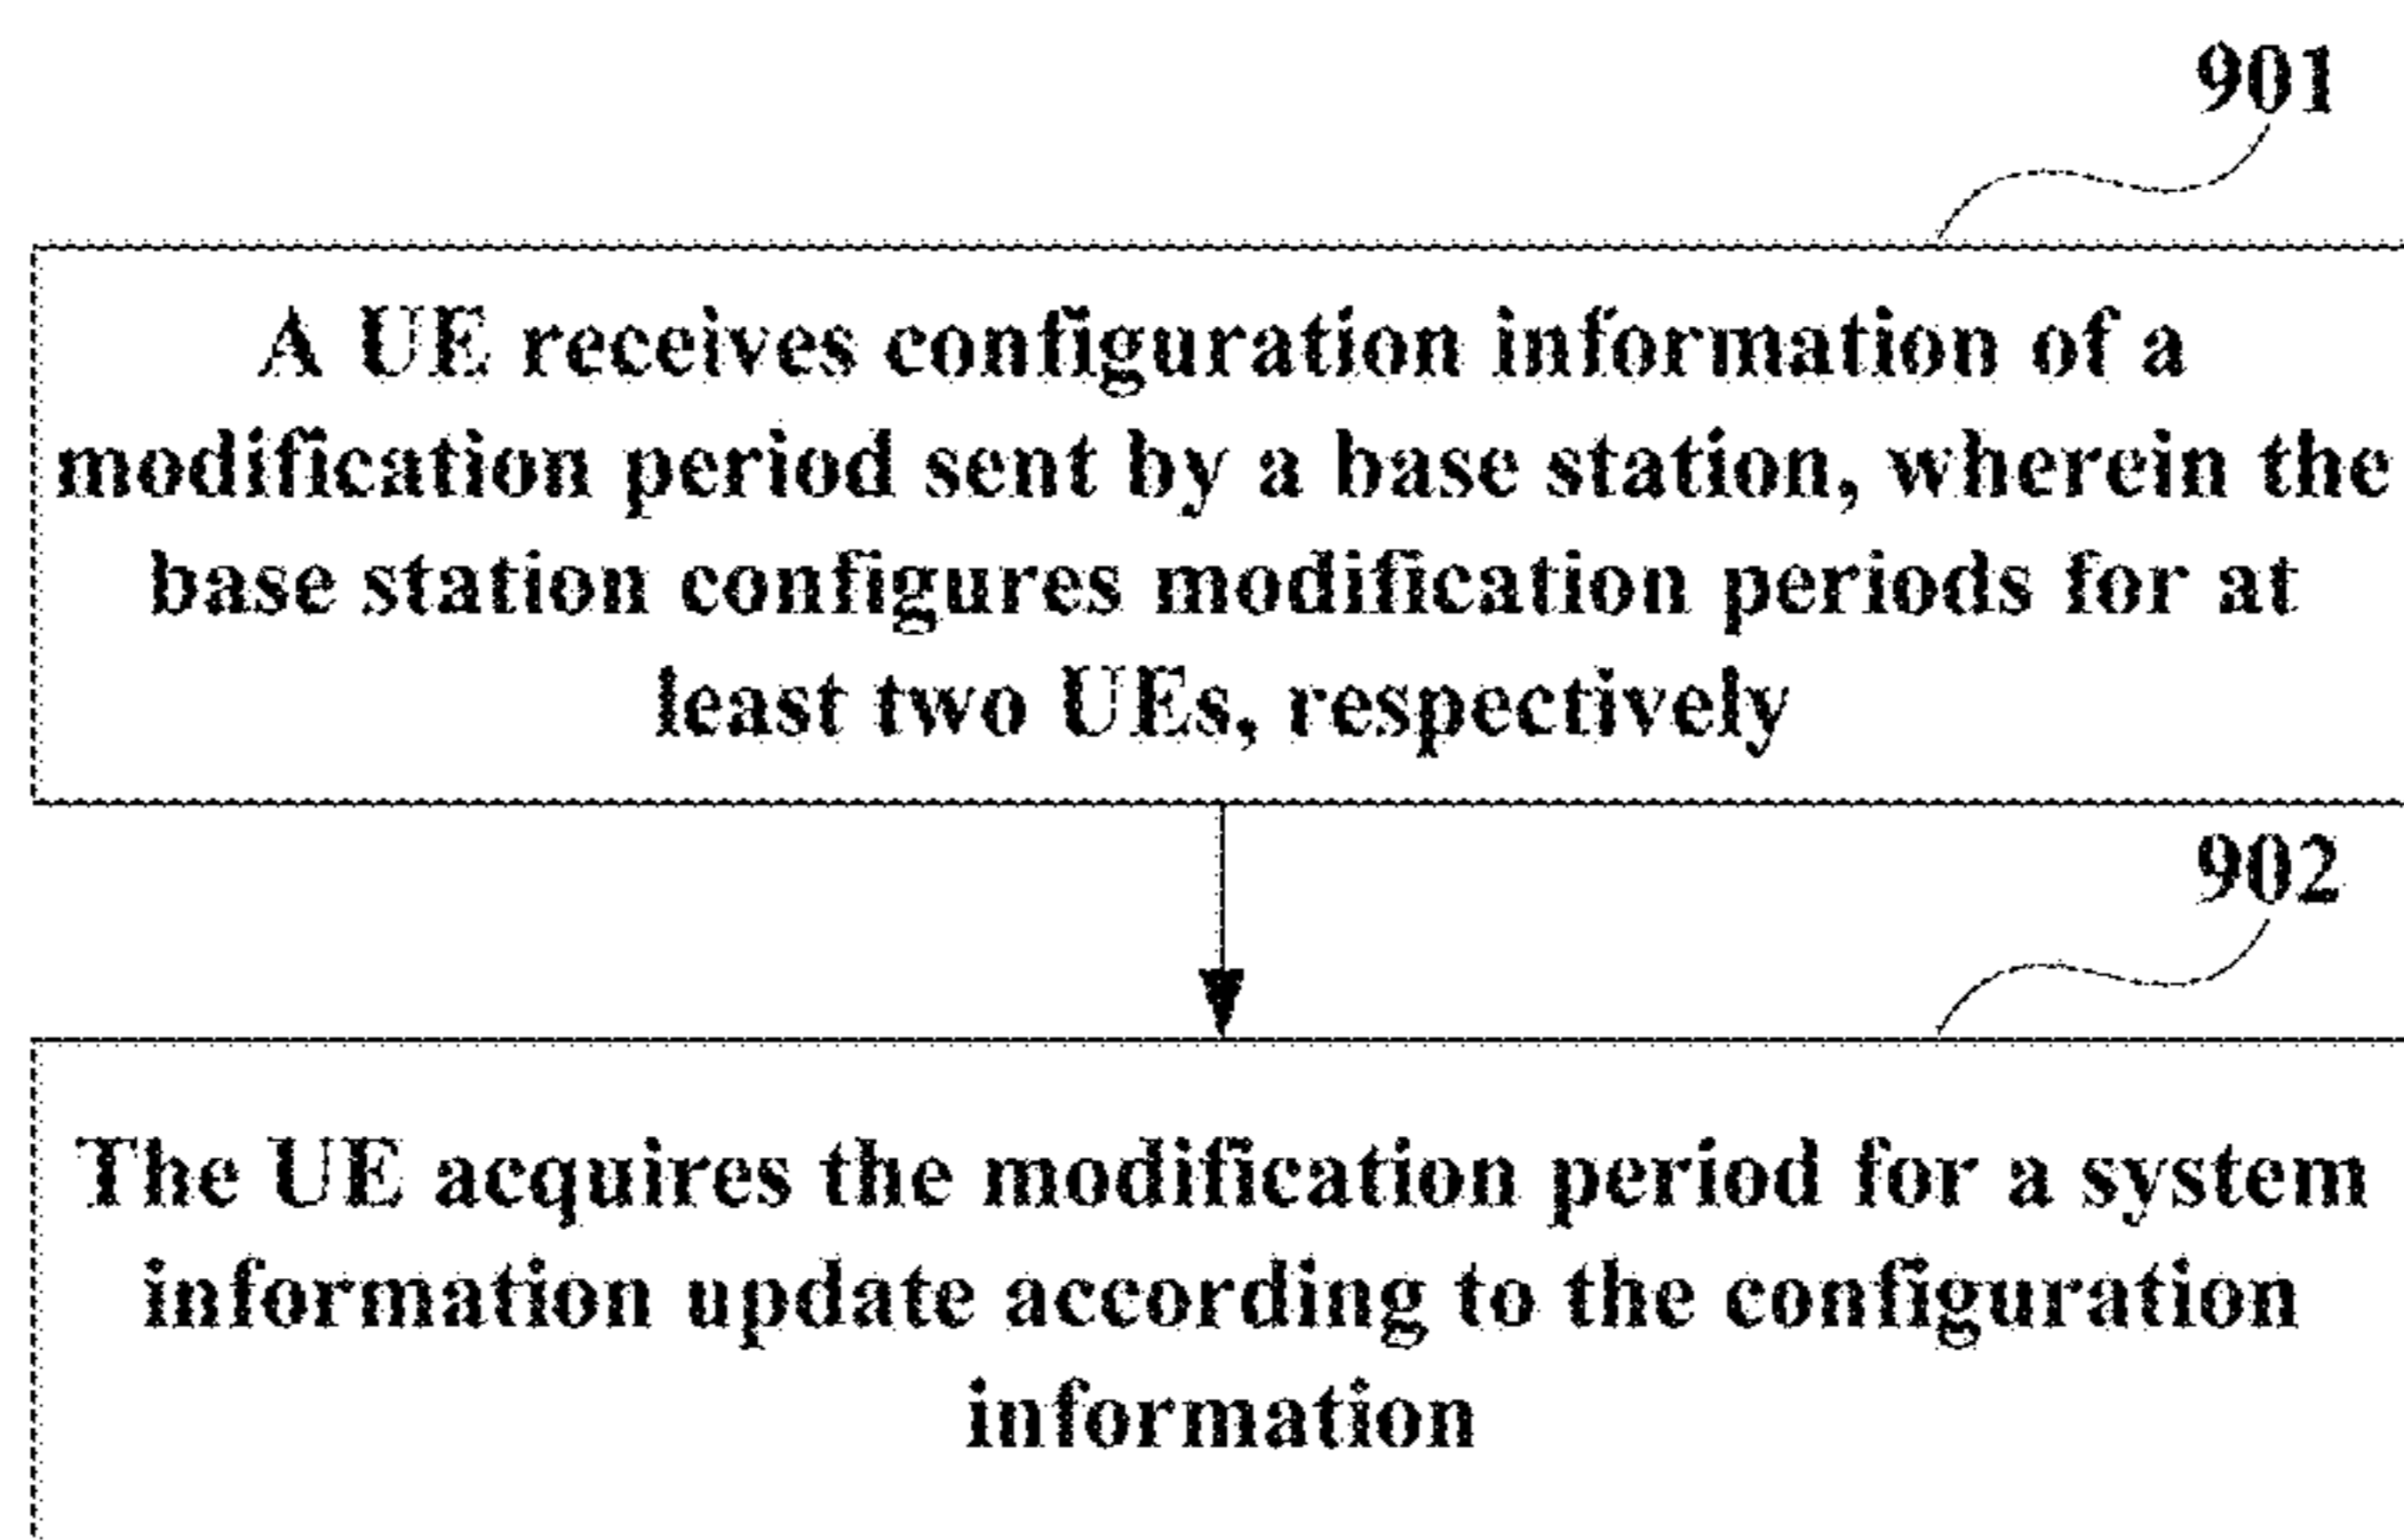 901
A UE receives configuration information of a
modification period sent by a base station, wherein the
base station configures modification periods for at
least two UEs, respectively
902
The UE acquires the modification period for a system
information update according to the configuration
information